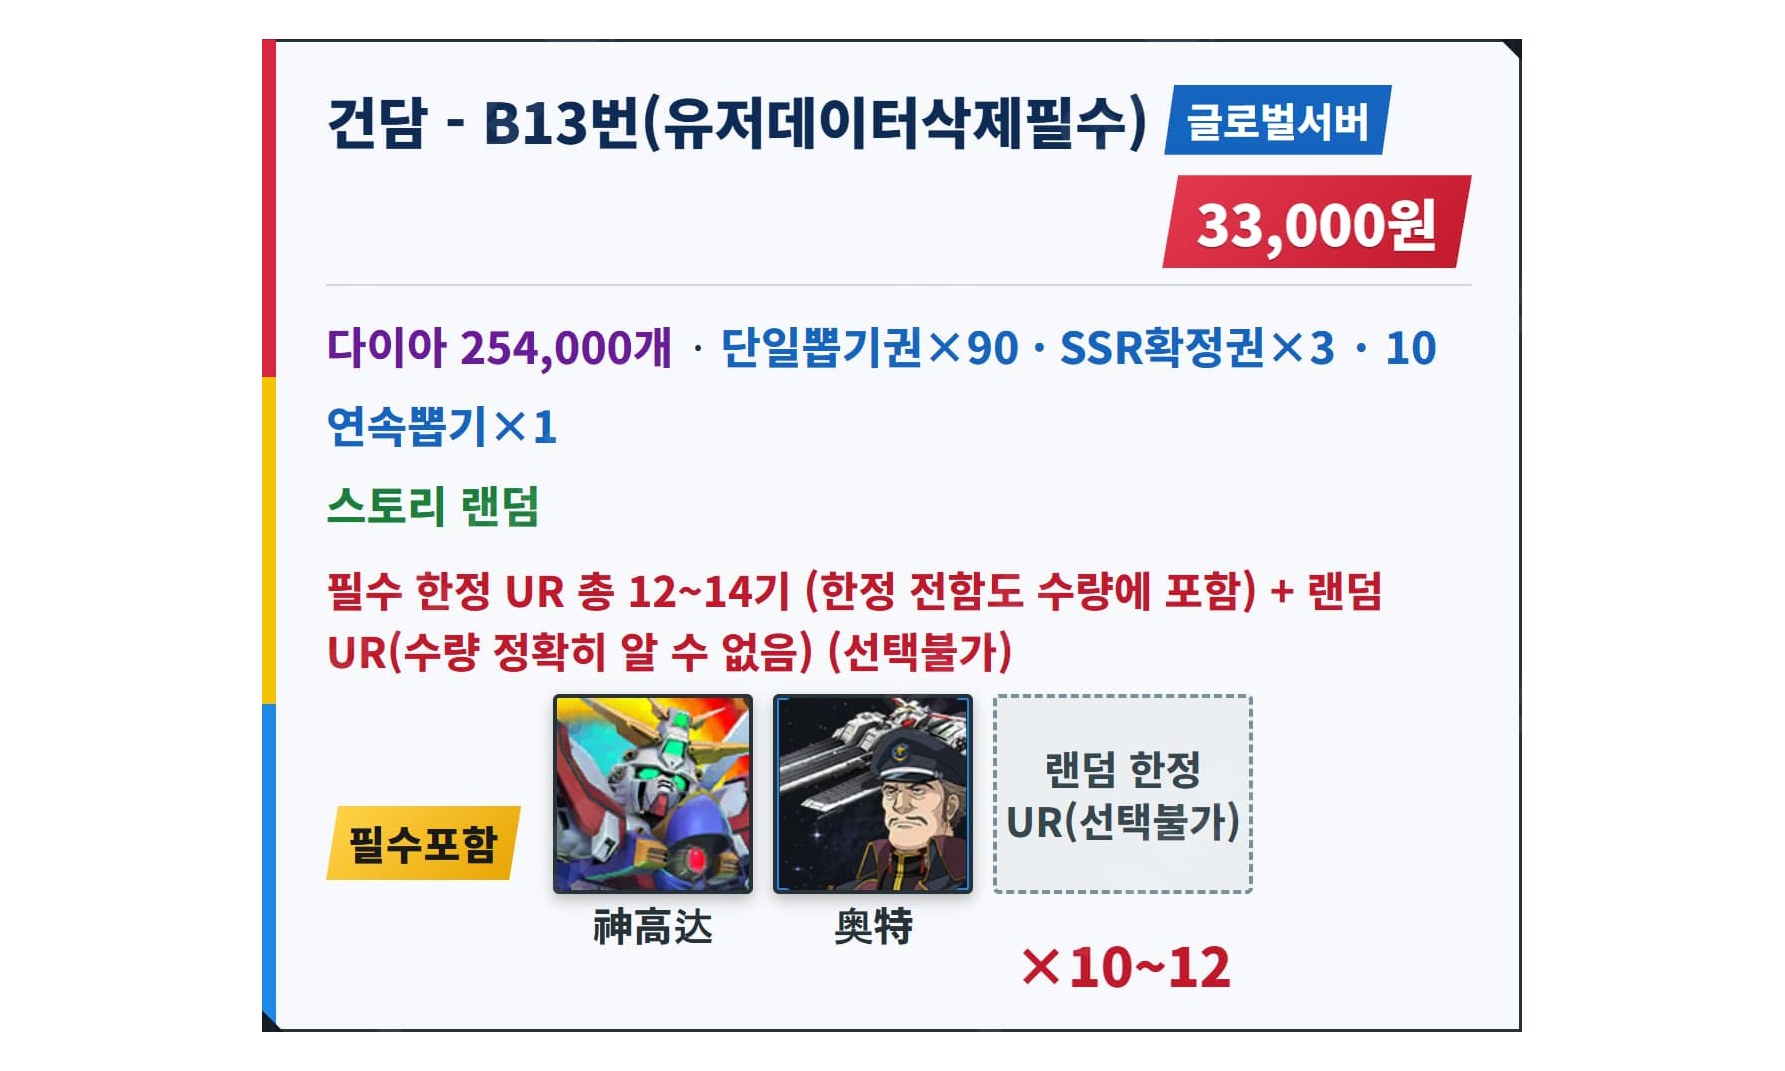 건담 - B13번(유저데이터삭제필수) 글로벌서버
33,000원
다이아 254,000개 · 단일뽑기권×90 · SSR확정권×3 · 10
연속뽑기×1
스토리 랜덤
필수 한정 UR 총 12~14기 (한정 전함도 수량에 포함) + 랜덤
UR(수량 정확히 알 수 없음) (선택불가)
필수포함
神高达
奥特
랜덤 한정
UR(선택불가)
×10~12